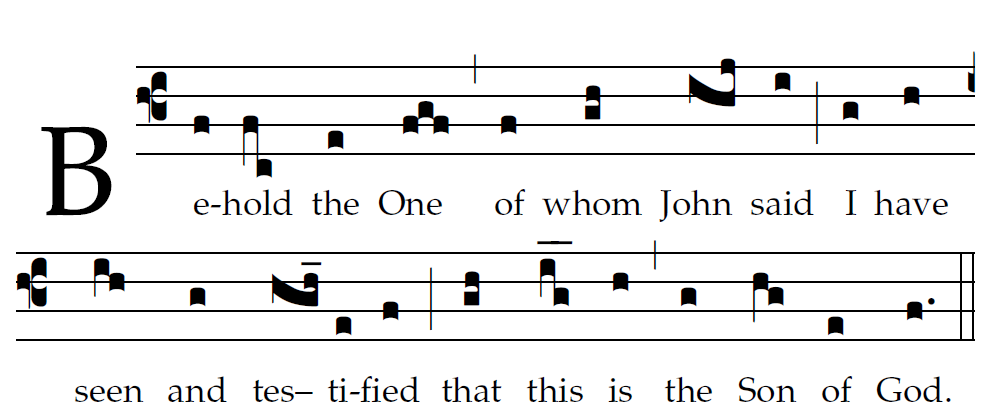 Be-hold the One of whom John said I have
seen and tes– ti-fied that this is the Son of God.